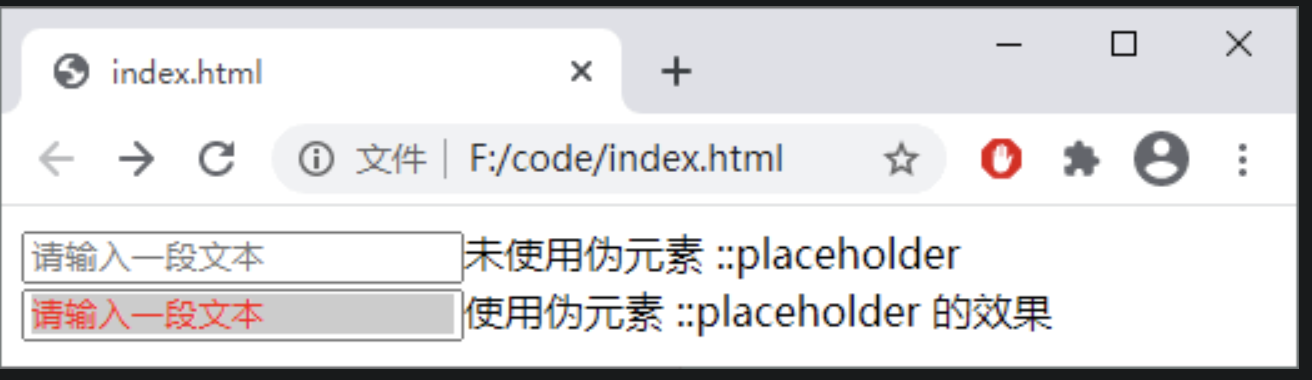 index.html
文件 | F:/code/index.html
请输入一段文本 未使用伪元素 ::placeholder
请输入一段文本 使用伪元素 ::placeholder 的效果